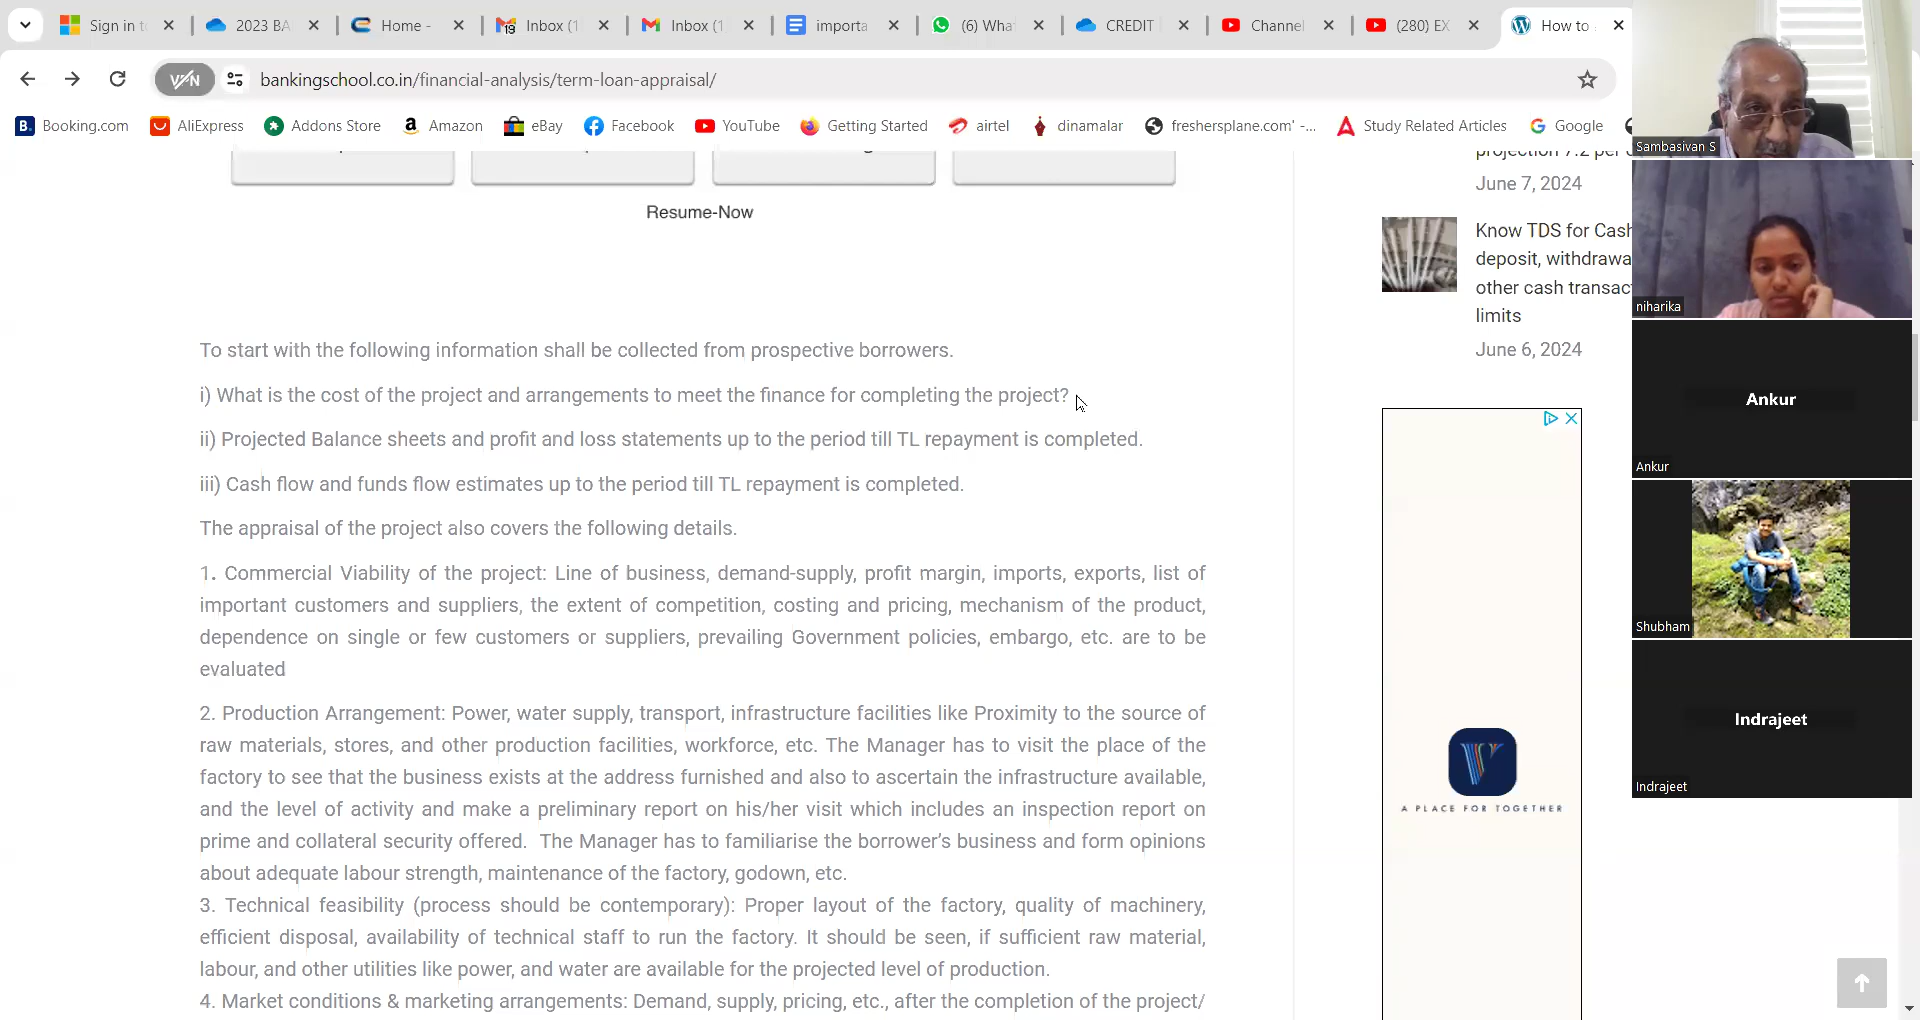 Sign in to
2023 BA
Home -
Inbox (1
Inbox (1
importa
(6) Wha
CREDIT
Channel
(280) EX
How to
VPN
bankingschool.co.in/financial-analysis/term-loan-appraisal/
B. Booking.com
AliExpress
Addons Store
Amazon
eBay
Facebook
YouTube
Getting Started
airtel
dinamalar
freshersplane.com' -...
Study Related Articles
Google
Resume-Now
To start with the following information shall be collected from prospective borrowers.
i) What is the cost of the project and arrangements to meet the finance for completing the project?
ii) Projected Balance sheets and profit and loss statements up to the period till TL repayment is completed.
iii) Cash flow and funds flow estimates up to the period till TL repayment is completed.
The appraisal of the project also covers the following details.
1. Commercial Viability of the project: Line of business, demand-supply, profit margin, imports, exports, list of
important customers and suppliers, the extent of competition, costing and pricing, mechanism of the product,
dependence on single or few customers or suppliers, prevailing Government policies, embargo, etc. are to be
evaluated
2. Production Arrangement: Power, water supply, transport, infrastructure facilities like Proximity to the source of
raw materials, stores, and other production facilities, workforce, etc. The Manager has to visit the place of the
factory to see that the business exists at the address furnished and also to ascertain the infrastructure available,
and the level of activity and make a preliminary report on his/her visit which includes an inspection report on
prime and collateral security offered. The Manager has to familiarise the borrower's business and form opinions
about adequate labour strength, maintenance of the factory, godown, etc.
3. Technical feasibility (process should be contemporary): Proper layout of the factory, quality of machinery,
efficient disposal, availability of technical staff to run the factory. It should be seen, if sufficient raw material,
labour, and other utilities like power, and water are available for the projected level of production.
4. Market conditions & marketing arrangements: Demand, supply, pricing, etc., after the completion of the project/
projection 7.2 per
June 7, 2024
Know TDS for Cash
deposit, withdrawa
other cash transac
limits
June 6, 2024
A PLACE FOR TOGETHER
Sambasivan S
niharika
Ankur
Ankur
Shubham
Indrajeet
Indrajeet